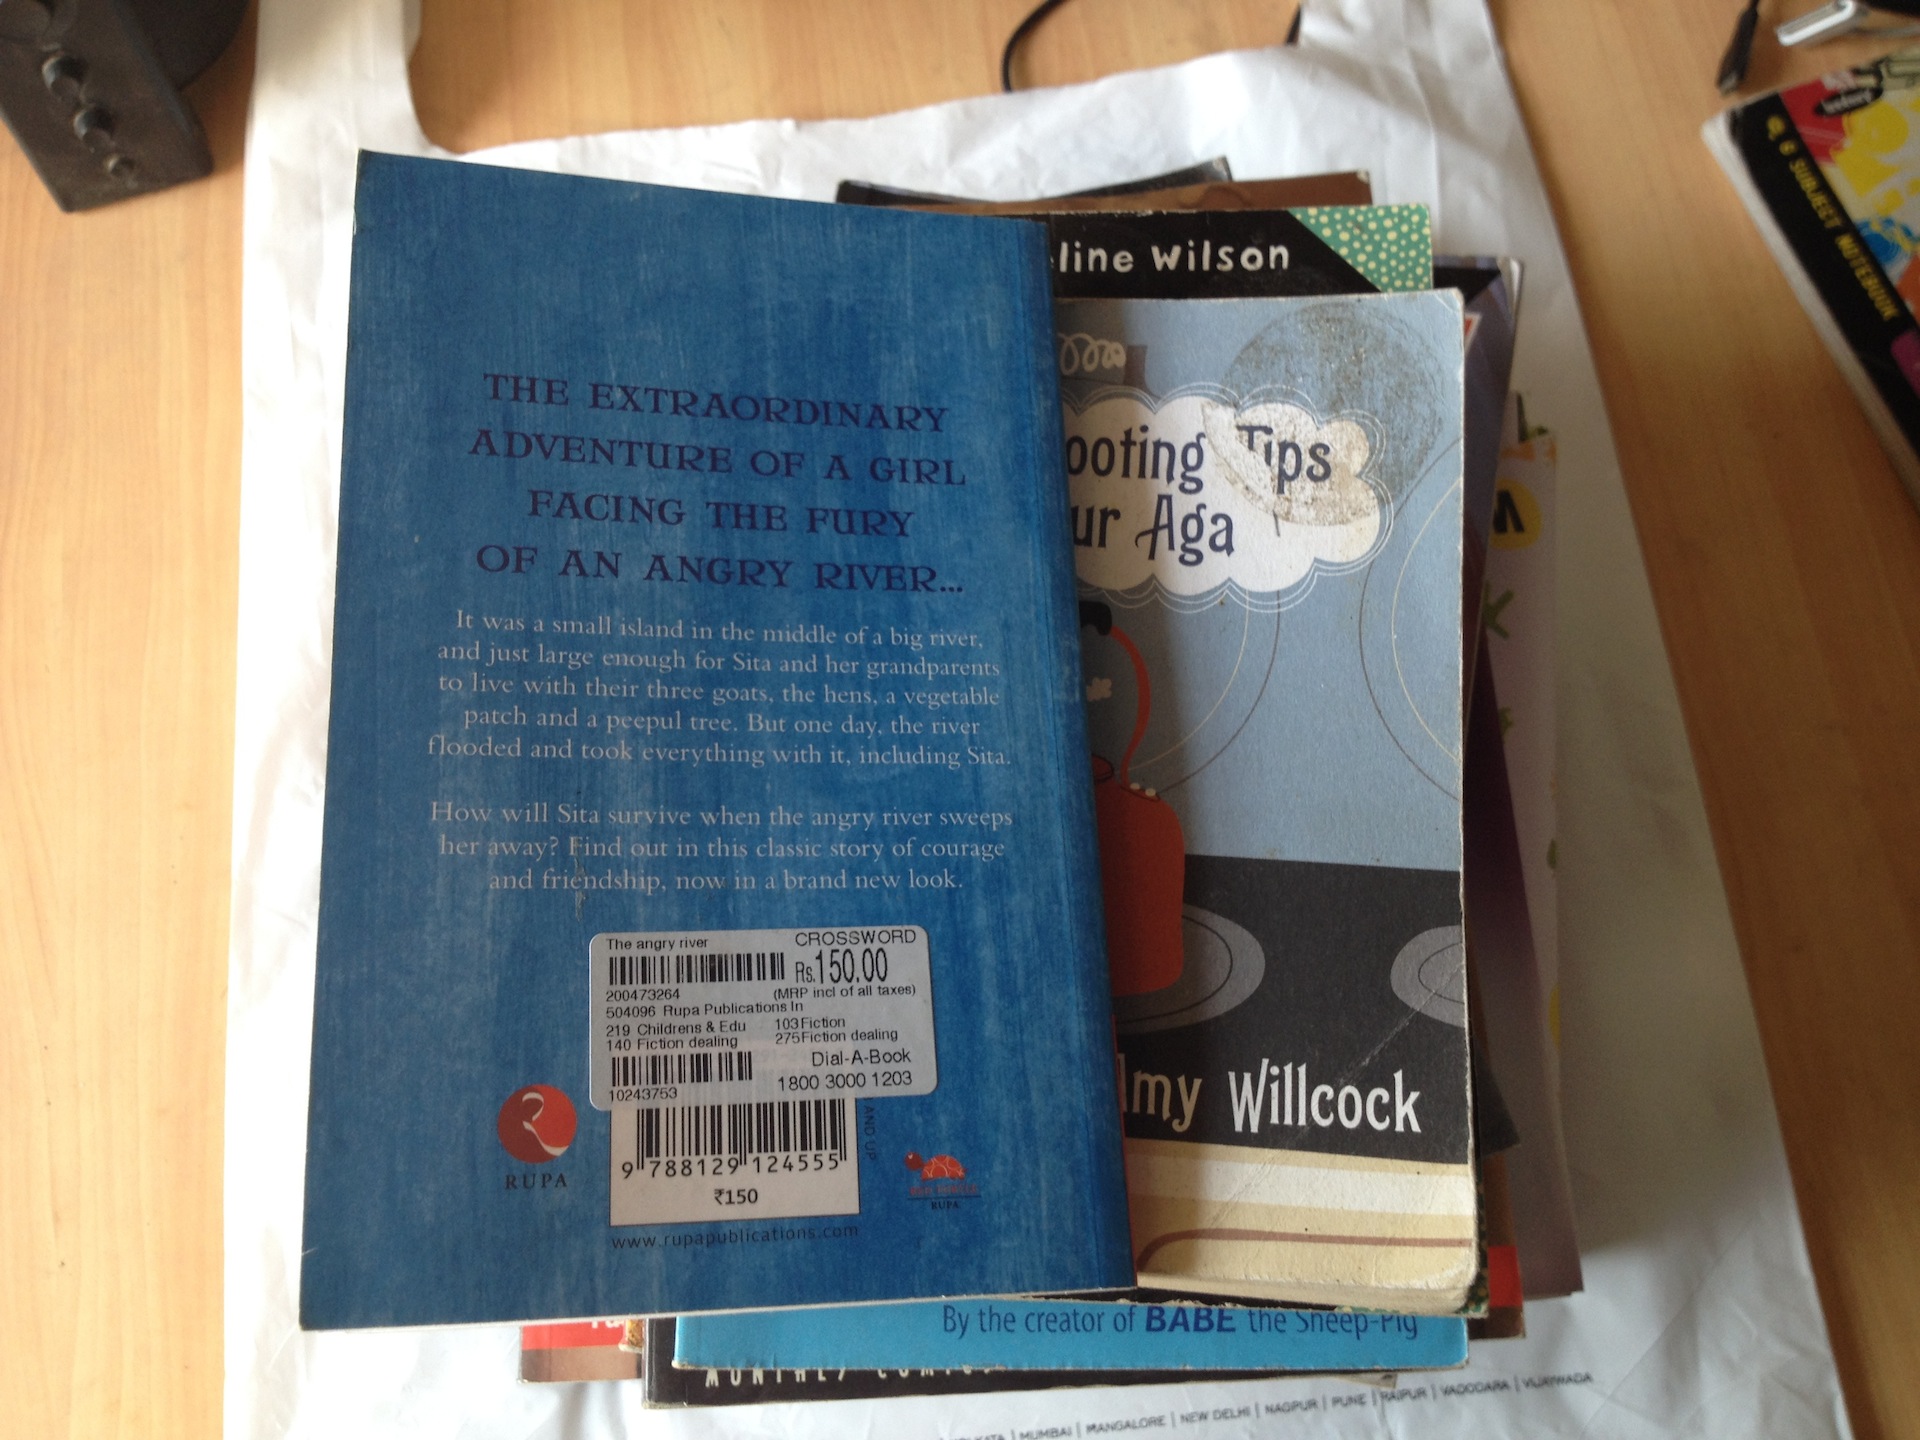 THE EXTRAORDINARY
ADVENTURE OF A GIRL
FACING THE FURY
OF AN ANGRY RIVER...
It was a small island in the middle of a big river,
and just large enough for Sita and her grandparents
to live with their three goats, the hens, a vegetable
patch and a peepul tree. But one day, the river
flooded and took everything with it, including Sita.
How will Sita survive when the angry river sweeps
her away? Find out in this classic story of courage
and friendship, now in a brand new look.
The angry river CROSSWORD
Rs.150.00
200473264 (MRP incl of all taxes)
504096 Rupa Publications In
219 Childrens & Edu 103 Fiction
140 Fiction dealing 275 Fiction dealing
Dial-A-Book
10243753 1800 3000 1203
AND UP
9 788129 124555
₹150
RUPA
RUPA
www.rupapublications.com
line Wilson
ooting Tips
ur Aga
lmy Willcock
By the creator of BABE the Sheep-Pig
MONTHLY
MUMBAI | MANGALORE | NEW DELHI | NAGPUR | PUNE | RAIPUR | VADODARA | VIJAYWADA
6 SUBJECT NOTEBOOK